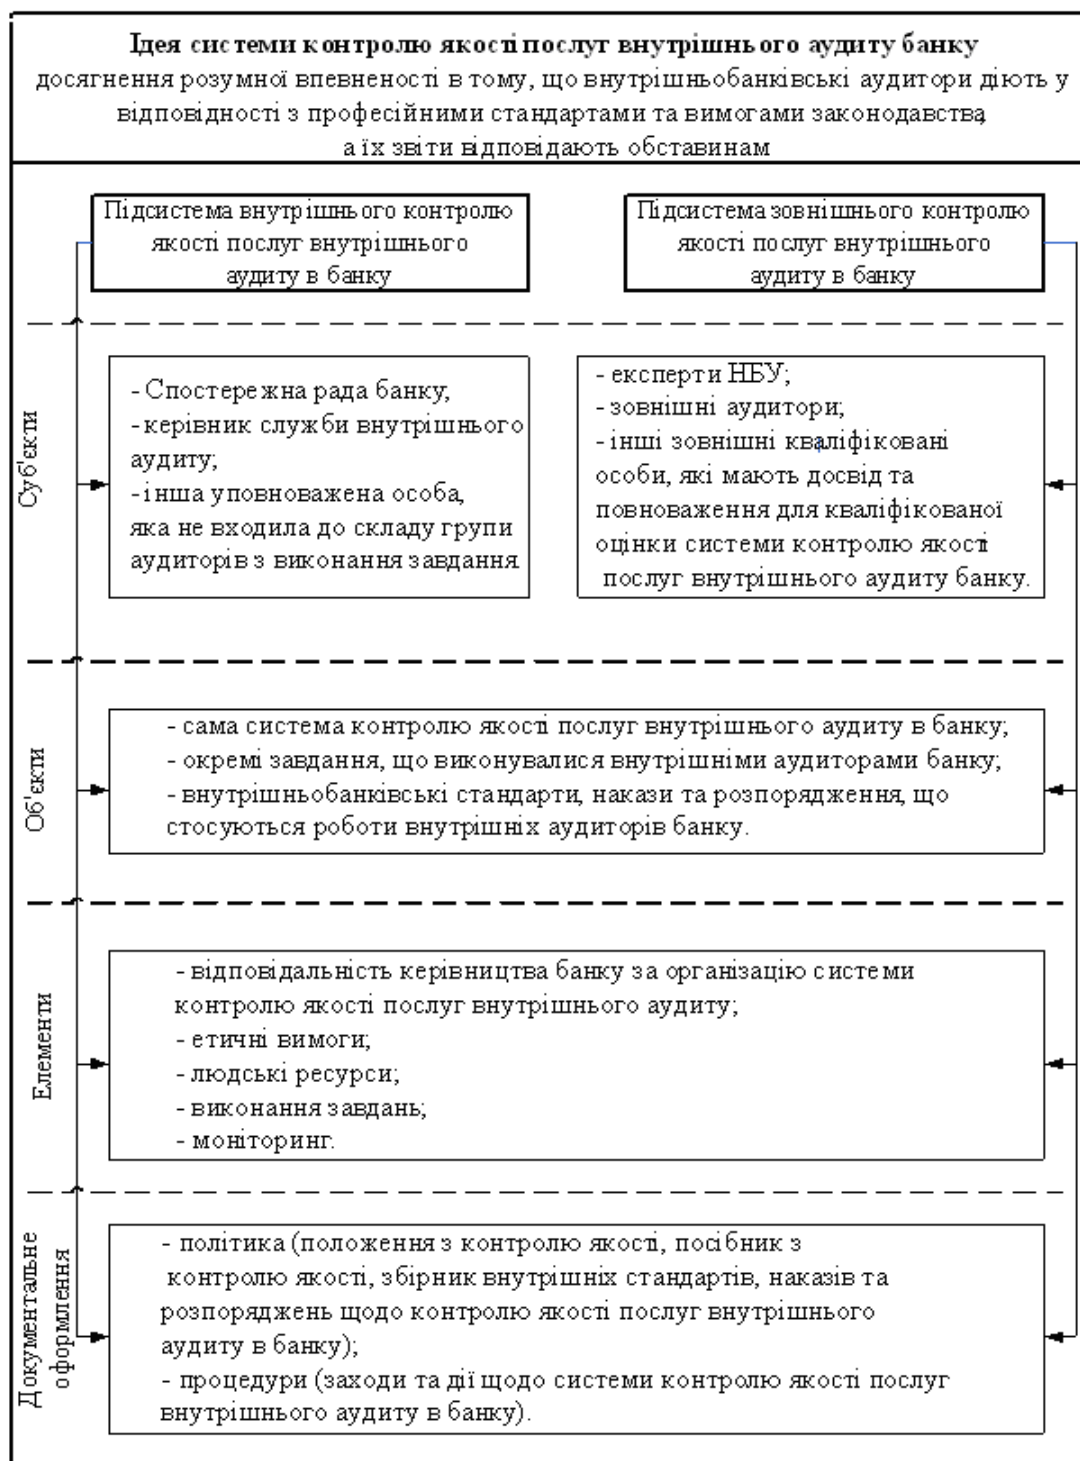 Ідея системи контролю якості послуг внутрішнього аудиту банку
досягнення розумної впевненості в тому, що внутрішньобанківські аудитори діють у
відповідності з професійними стандартами та вимогами законодавства,
а їх звіти відповідають обставинам
Підсистема внутрішнього контролю
якості послуг внутрішнього
аудиту в банку
Підсистема зовнішнього контролю
якості послуг внутрішнього
аудиту в банку
Суб'єкти
- Спостережна рада банку;
- керівник служби внутрішнього
аудиту;
- інша уповноважена особа,
яка не входила до складу групи
аудиторів з виконання завдання
- експерти НБУ;
- зовнішні аудитори;
- інші зовнішні кваліфіковані
особи, які мають досвід та
повноваження для кваліфікованої
оцінки системи контролю якості
послуг внутрішнього аудиту банку.
Об'єкти
- сама система контролю якості послуг внутрішнього аудиту в банку;
- окремі завдання, що виконувалися внутрішніми аудиторами банку;
- внутрішньобанківські стандарти, накази та розпорядження, що
стосуються роботи внутрішніх аудиторів банку.
Елементи
- відповідальність керівництва банку за організацію системи
контролю якості послуг внутрішнього аудиту;
- етичні вимоги;
- людські ресурси;
- виконання завдань;
- моніторинг.
Документальне
оформлення
- політика (положення з контролю якості, посібник з
контролю якості, збірник внутрішніх стандартів, наказів та
розпоряджень щодо контролю якості послуг внутрішнього
аудиту в банку);
- процедури (заходи та дії щодо системи контролю якості послуг
внутрішнього аудиту в банку).